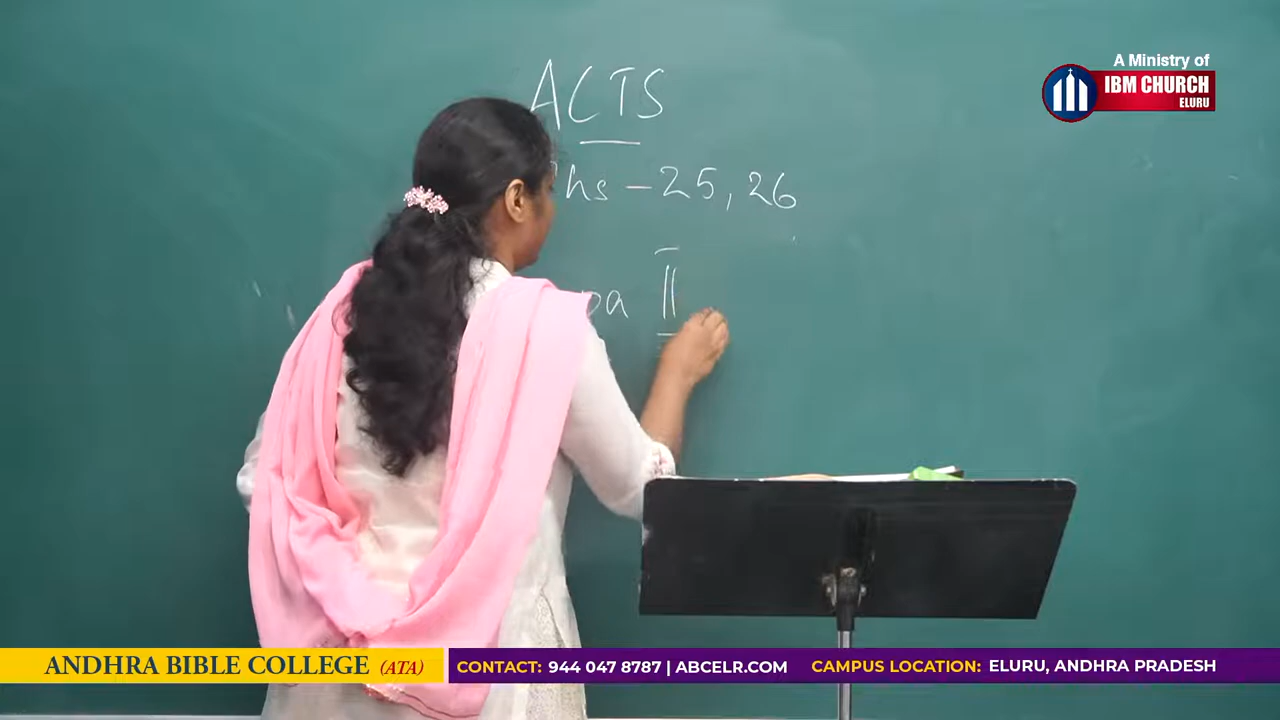 A Ministry of
IBM CHURCH
ELURU
ACTS
hs - 25, 26
pa II
ANDHRA BIBLE COLLEGE (ATA)
CONTACT: 944 047 8787 | ABCELR.COM
CAMPUS LOCATION: ELURU, ANDHRA PRADESH